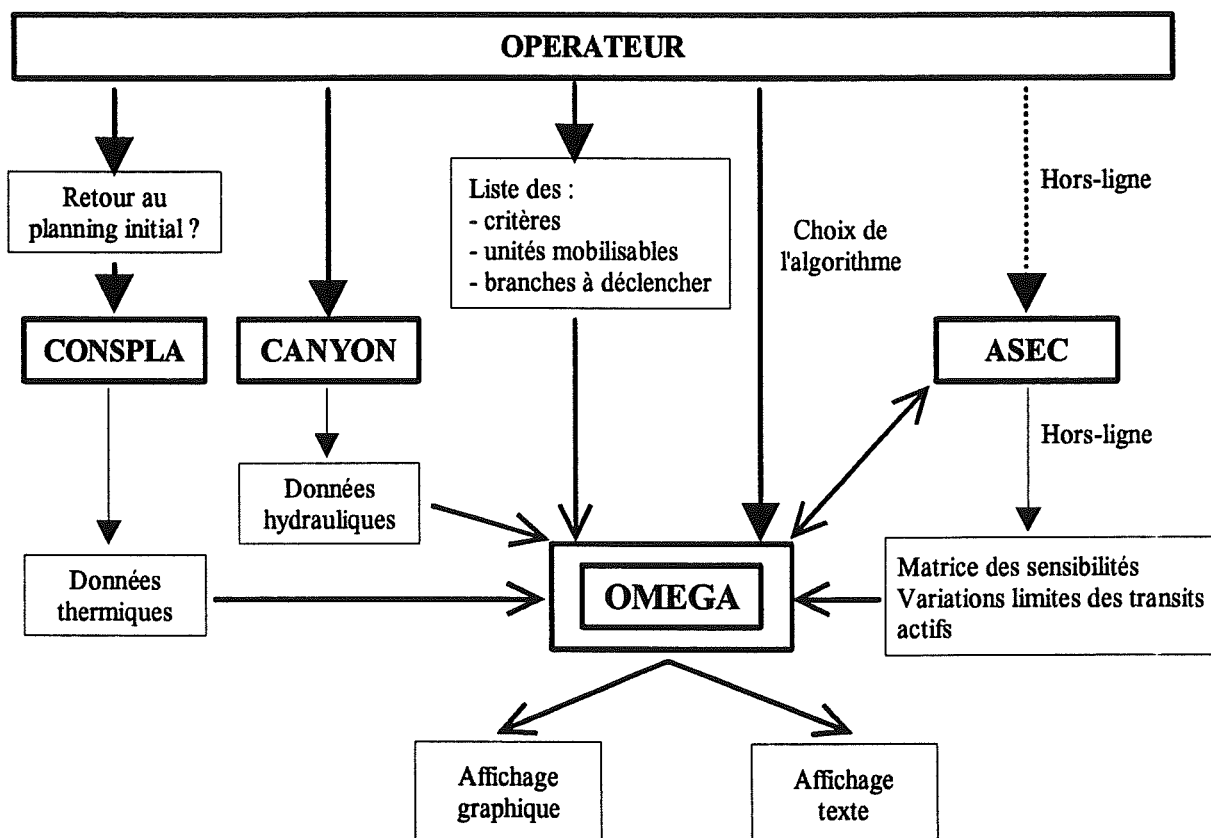 OPERATEUR
Retour au
planning initial ?
Liste des :
- critères
- unités mobilisables
- branches à déclencher
Choix de
l'algorithme
Hors-ligne
CONSPLA
CANYON
ASEC
Hors-ligne
Données
hydrauliques
Données
thermiques
OMEGA
Matrice des sensibilités
Variations limites des transits
actifs
Affichage
graphique
Affichage
texte